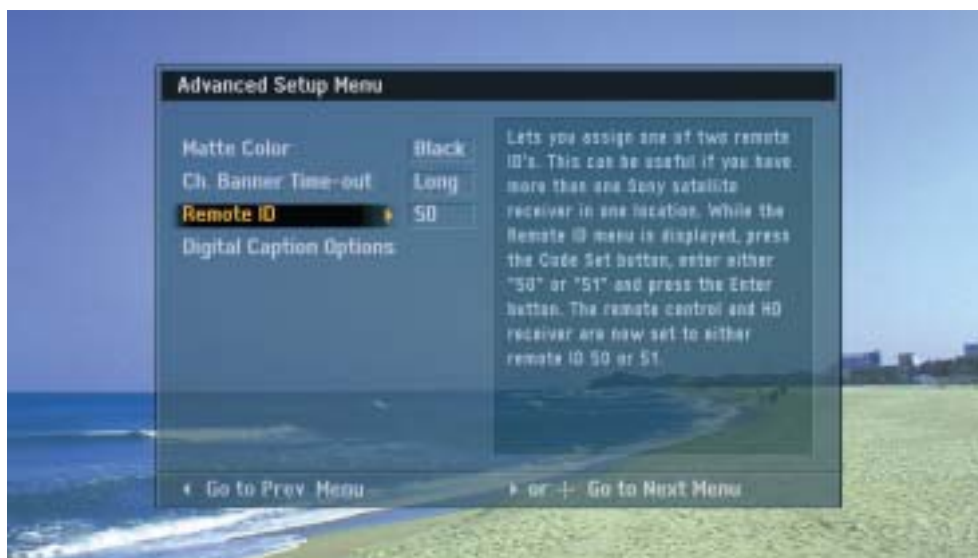 Advanced Setup Menu
Matte Color Black
Ch. Banner Time-out Long
Remote ID 50
Digital Caption Options
Lets you assign one of two remote
ID's. This can be useful if you have
more than one Sony satellite
receiver in one location. While the
Remote ID menu is displayed, press
the Code Set button, enter either
"50" or "51" and press the Enter
button. The remote control and HD
receiver are now set to either
remote ID 50 or 51.
Go to Prev Menu
or + Go to Next Menu